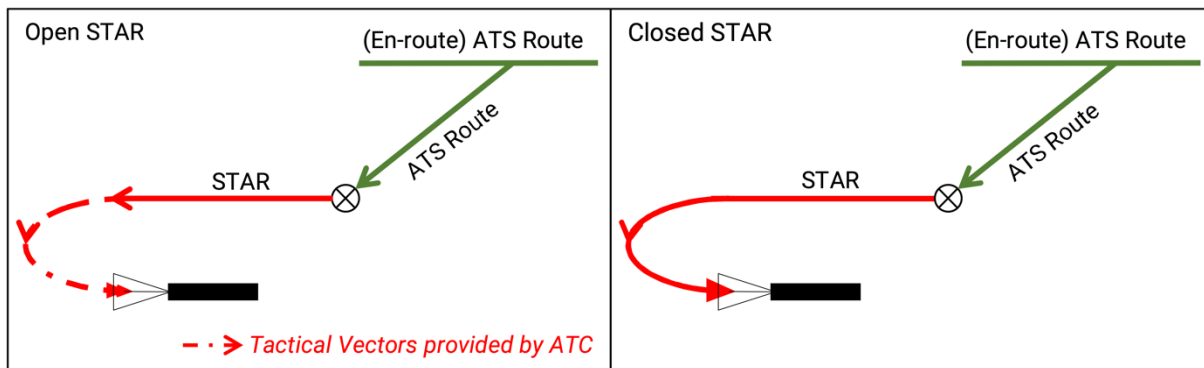 Open STAR
(En-route) ATS Route
ATS Route
STAR
Tactical Vectors provided by ATC
Closed STAR
(En-route) ATS Route
ATS Route
STAR